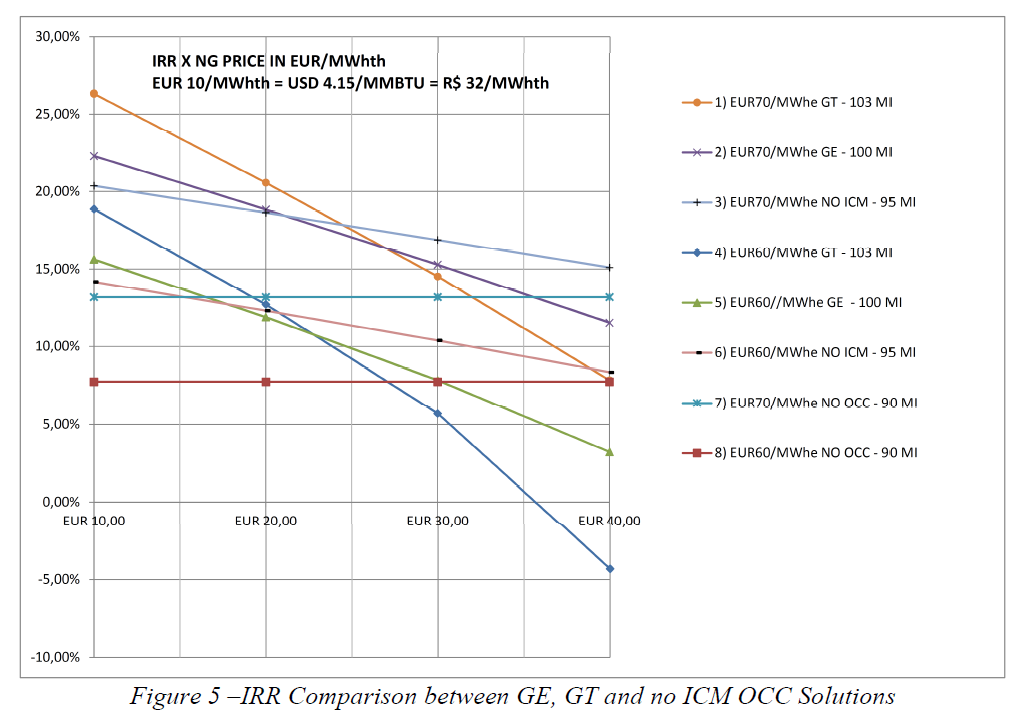 30,00%
IRR X NG PRICE IN EUR/MWhth
EUR 10/MWhth = USD 4.15/MMBTU = R$ 32/MWhth
25,00%
20,00%
15,00%
10,00%
5,00%
0,00%
EUR 10,00 EUR 20,00 EUR 30,00 EUR 40,00
-5,00%
-10,00%
1) EUR70/MWhe GT - 103 MI
2) EUR70/MWhe GE - 100 MI
3) EUR70/MWhe NO ICM - 95 MI
4) EUR60/MWhe GT - 103 MI
5) EUR60//MWhe GE - 100 MI
6) EUR60/MWhe NO ICM - 95 MI
7) EUR70/MWhe NO OCC - 90 MI
8) EUR60/MWhe NO OCC - 90 MI
Figure 5 –IRR Comparison between GE, GT and no ICM OCC Solutions